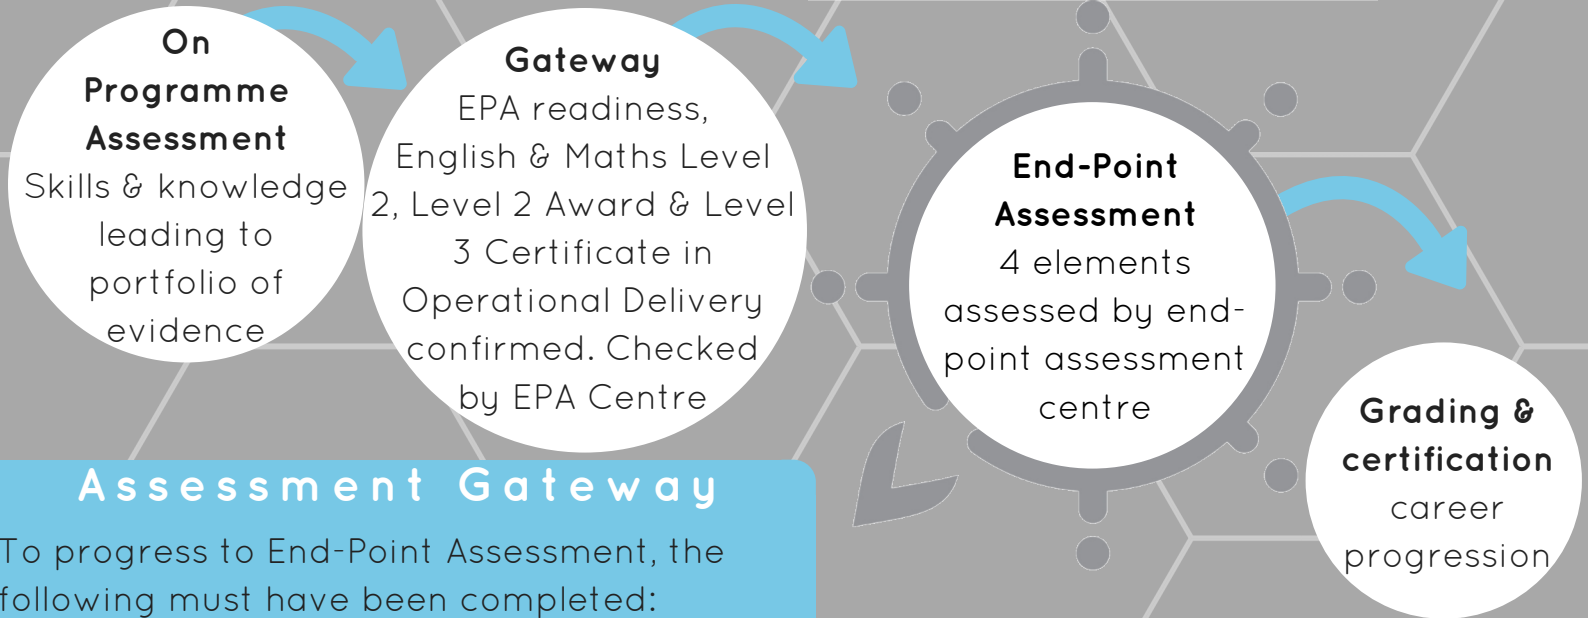 On
Programme
Assessment
Skills & knowledge
leading to
portfolio of
evidence
Gateway
EPA readiness,
English & Maths Level
2, Level 2 Award & Level
3 Certificate in
Operational Delivery
confirmed. Checked
by EPA Centre
End-Point
Assessment
4 elements
assessed by end-
point assessment
centre
Grading &
certification
career
progression
Assessment Gateway
To progress to End-Point Assessment, the
following must have been completed: